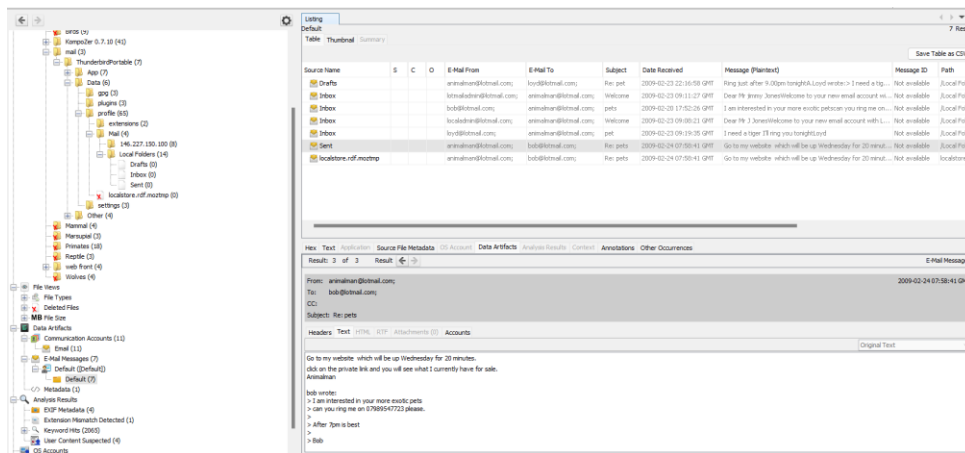 Birds (5)
KompoZer 0.7.10 (41)
mail (3)
ThunderbirdPortable (7)
App (7)
Data (6)
gpg (3)
plugins (3)
profile (65)
extensions (2)
Mail (4)
146.227.150.100 (8)
Local Folders (14)
Drafts (0)
Inbox (0)
Sent (0)
localstore.rdf.moztmp (0)
settings (3)
Other (4)
Mammal (4)
Marsupial (3)
Primates (18)
Reptile (3)
web front (4)
Wolves (4)
File Views
File Types
Deleted Files
MB File Size
Data Artifacts
Communication Accounts (11)
Email (11)
E-Mail Messages (7)
Default ([Default])
Default (7)
Metadata (1)
Analysis Results
EXIF Metadata (4)
Extension Mismatch Detected (1)
Keyword Hits (2065)
User Content Suspected (4)
OS Accounts
Listing
Default
7 Res
Table Thumbnail Summary
Save Table as CSV
Source Name S C O E-Mail From E-Mail To Subject Date Received Message (Plaintext) Message ID Path
Drafts animalman@lotmail.com; loyd@lotmail.com; Re: pet 2009-02-23 22:16:58 GMT Ring just after 9.00pm tonightA.Loyd wrote:> I need a tig... Not available /Local Fo
Inbox lotmailadmin@lotmail.com; animalman@lotmail.com; Welcome 2009-02-23 09:11:27 GMT Dear Mr Jimmy JonesWelcome to your new email account wi... Not available /Local Fo
Inbox bob@lotmail.com; animalman@lotmail.com; pets 2009-02-20 17:52:26 GMT I am interested in your more exotic petscan you ring me on... Not available /Local Fo
Inbox localadmin@lotmail.com; animalman@lotmail.com; Welcome 2009-02-23 09:08:21 GMT Dear Mr J JonesWelcome to your new email account with L... Not available /Local Fo
Inbox loyd@lotmail.com; animalman@lotmail.com; pet 2009-02-23 09:19:35 GMT I need a tiger I'll ring you tonightLoyd Not available /Local Fo
Sent animalman@lotmail.com; bob@lotmail.com; Re: pets 2009-02-24 07:58:41 GMT Go to my website which will be up Wednesday for 20 minut... Not available /Local Fo
localstore.rdf.moztmp animalman@lotmail.com; bob@lotmail.com; Re: pets 2009-02-24 07:58:41 GMT Go to my website which will be up Wednesday for 20 minut... Not available localstore
Hex Text Application Source File Metadata OS Account Data Artifacts Analysis Results Context Annotations Other Occurrences
Result: 3 of 3 Result
E-Mail Message
From: animalman@lotmail.com; 2009-02-24 07:58:41 GM
To: bob@lotmail.com;
CC:
Subject: Re: pets
Headers Text HTML RTF Attachments (0) Accounts
Original Text
Go to my website which will be up Wednesday for 20 minutes.
click on the private link and you will see what I currently have for sale.
Animalman
bob wrote:
> I am interested in your more exotic pets
> can you ring me on 07989547723 please.
>
> After 7pm is best
>
> Bob